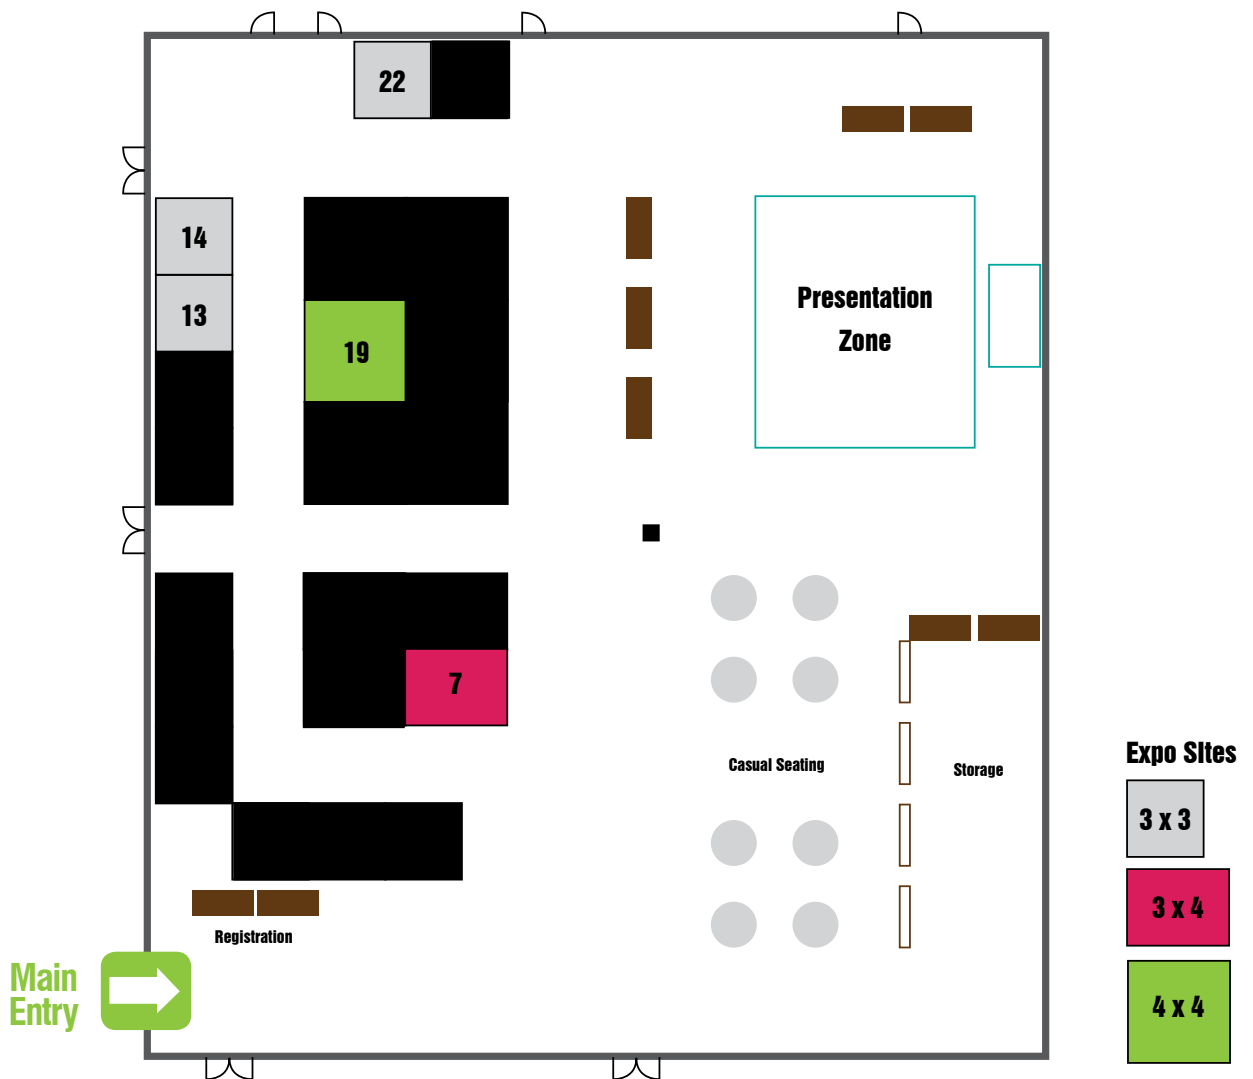 22
14
13
19
Presentation
Zone
7
Casual Seating
Storage
Registration
Main
Entry
Expo SItes
3 x 3
3 x 4
4 x 4